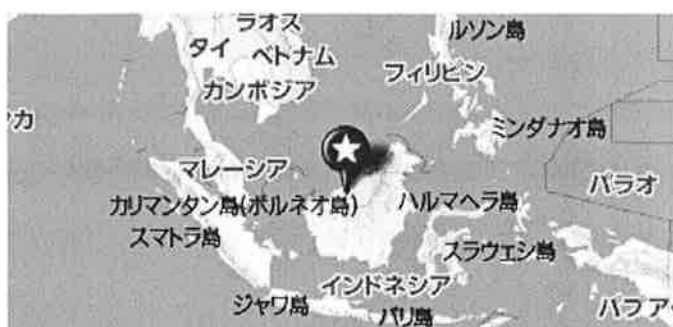 ラオス
ルソン島
タイ
ベトナム
フィリピン
カンボジア
ンカ
ミンダナオ島
マレーシア
パラオ
カリマンタン島(ボルネオ島)
ハルマヘラ島
スマトラ島
スラウェシ島
インドネシア
ジャワ島
バリ島
パプア